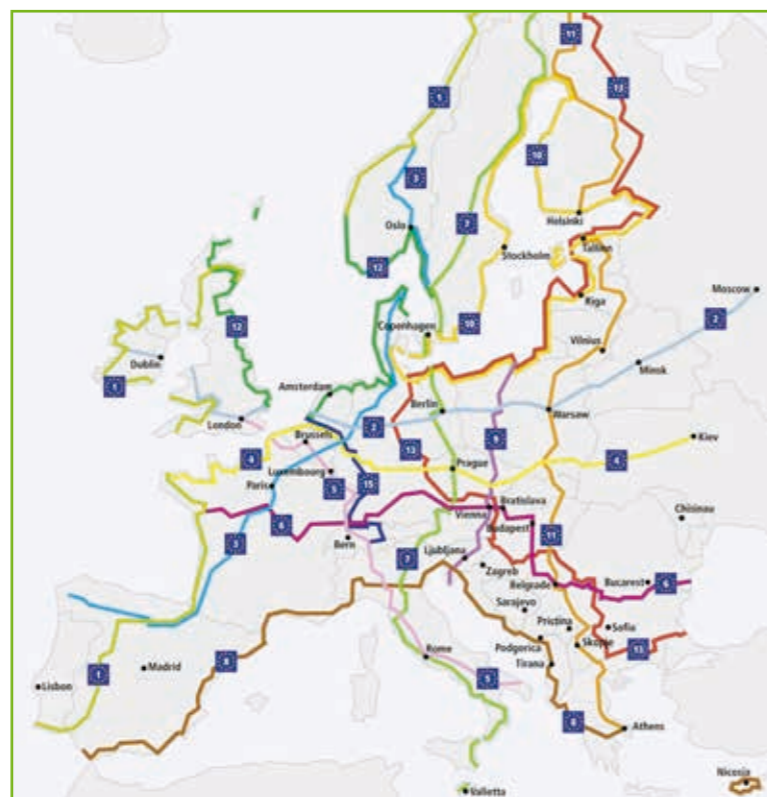 11
13
1
3
10
7
Helsinki
Oslo
Tallinn
Stockholm
12
Moscow
Riga
2
12
10
Copenhagen
Vilnius
Dublin
Minsk
1
Amsterdam
Berlin
Warsaw
London
2
9
Kiev
Brussels
13
4
4
Prague
Luxembourg
Paris
5
15
Chisinau
Bratislava
Vienna
6
Budapest
3
Bern
11
7
Ljubljana
Zagreb
Belgrade
Bucarest
6
Sarajevo
Pristina
Sofia
Podgorica
Skopje
13
Rome
Tirana
8
Madrid
1
Lisbon
5
8
Athens
Nicosia
Valletta